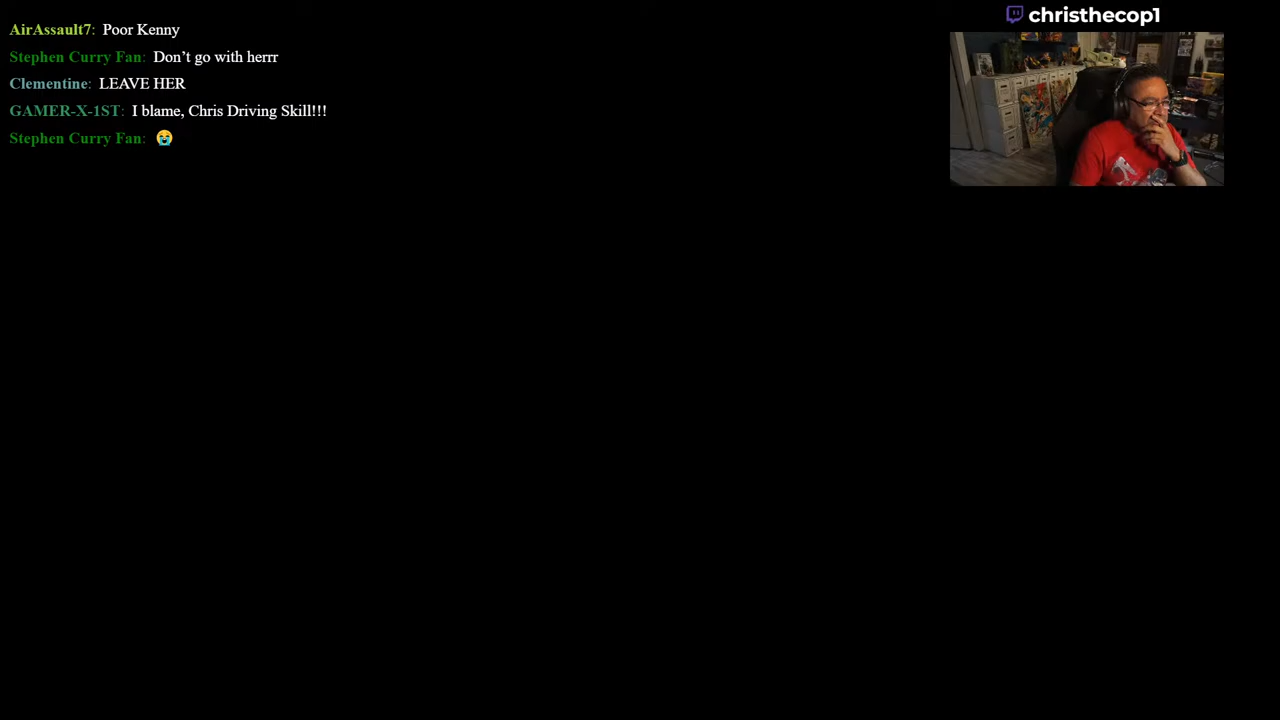 christhecop1
AirAssault7: Poor Kenny
Stephen Curry Fan: Don’t go with herrr
Clementine: LEAVE HER
GAMER-X-1ST: I blame, Chris Driving Skill!!!
Stephen Curry Fan: 😭